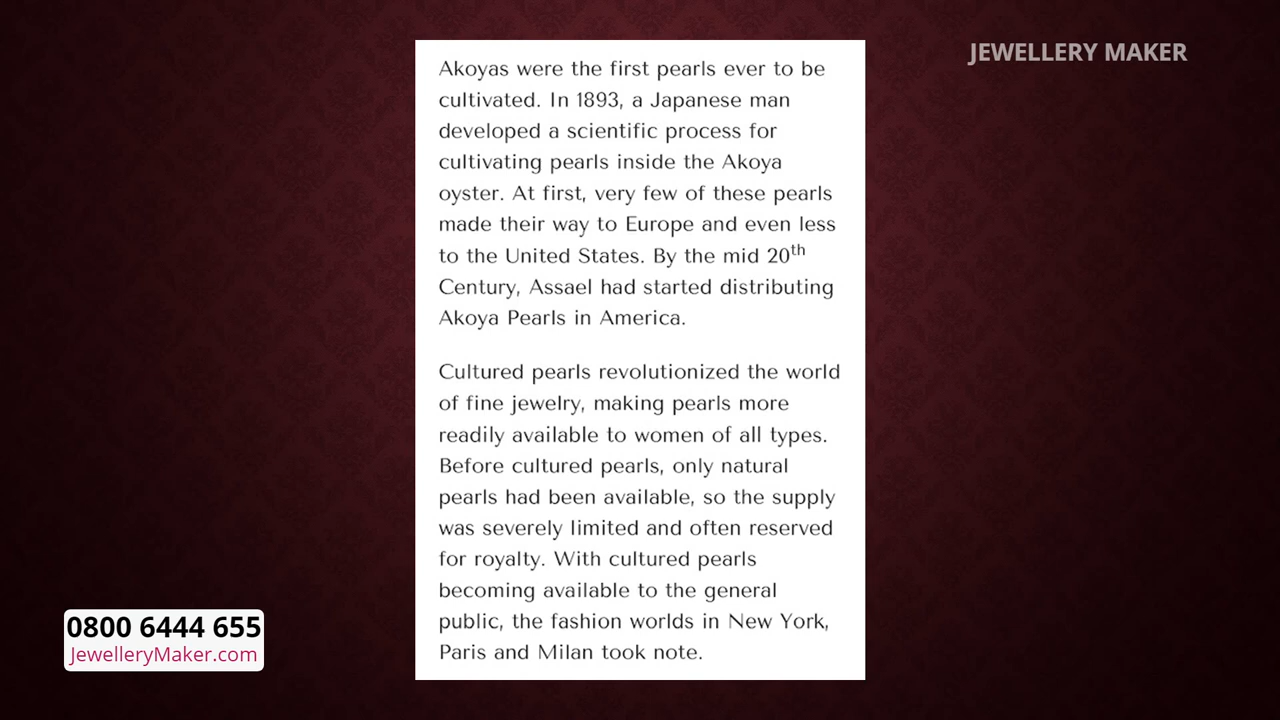 JEWELLERY MAKER
Akoyas were the first pearls ever to be
cultivated. In 1893, a Japanese man
developed a scientific process for
cultivating pearls inside the Akoya
oyster. At first, very few of these pearls
made their way to Europe and even less
to the United States. By the mid 20th
Century, Assael had started distributing
Akoya Pearls in America.
Cultured pearls revolutionized the world
of fine jewelry, making pearls more
readily available to women of all types.
Before cultured pearls, only natural
pearls had been available, so the supply
was severely limited and often reserved
for royalty. With cultured pearls
becoming available to the general
public, the fashion worlds in New York,
Paris and Milan took note.
0800 6444 655
JewelleryMaker.com